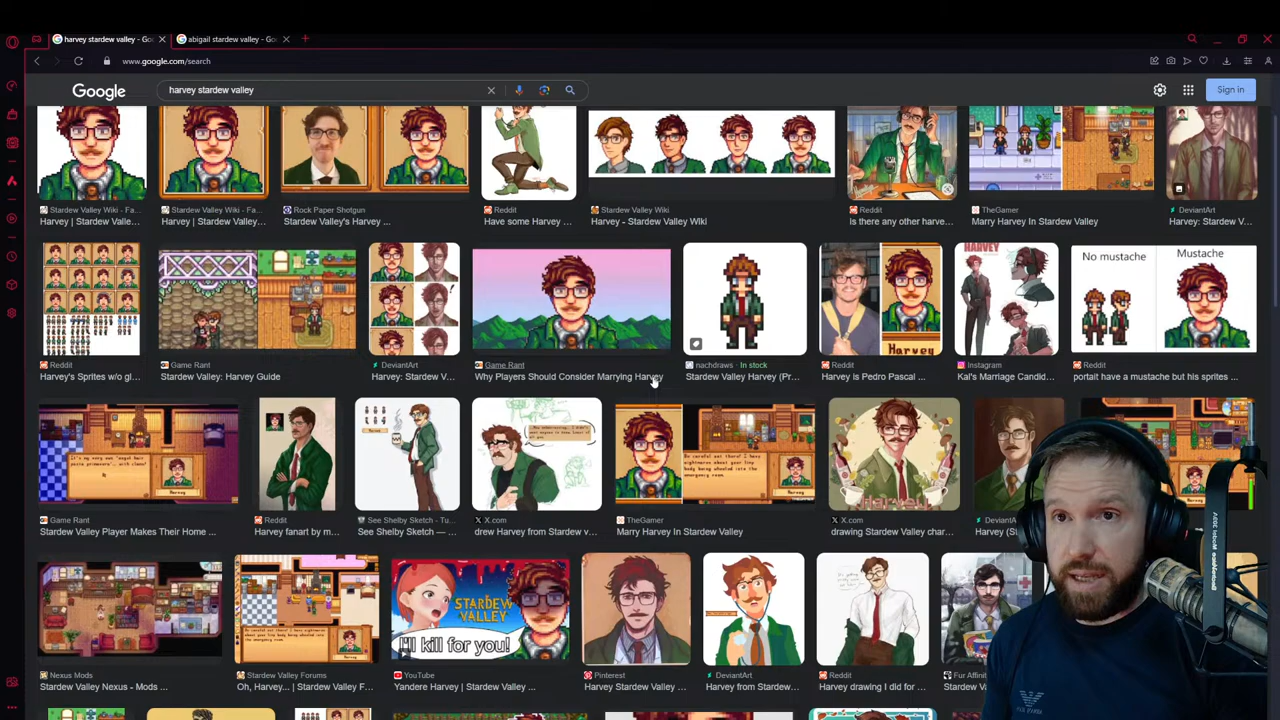 harvey stardew valley - Goo
abigail stardew valley - Goo
www.google.com/search
Google
harvey stardew valley
Sign in
Stardew Valley Wiki - Fa...
Harvey | Stardew Valle...
Stardew Valley Wiki - Fa...
Harvey | Stardew Valley...
Rock Paper Shotgun
Stardew Valley's Harvey ...
Reddit
Have some Harvey ...
Stardew Valley Wiki
Harvey - Stardew Valley Wiki
Reddit
Is there any other harve...
TheGamer
Marry Harvey In Stardew Valley
DeviantArt
Harvey: Stardew V...
No mustache
Mustache
HARVEY
Harvey
Reddit
Harvey's Sprites w/o gl...
Game Rant
Stardew Valley: Harvey Guide
DeviantArt
Harvey: Stardew V...
Game Rant
Why Players Should Consider Marrying Harvey
nachdraws · In stock
Stardew Valley Harvey (Pr...
Reddit
Harvey Is Pedro Pascal ...
Instagram
Kal's Marriage Candid...
Reddit
portait have a mustache but his sprites ...
Game Rant
Stardew Valley Player Makes Their Home ...
Reddit
Harvey fanart by m...
See Shelby Sketch - Tu...
See Shelby Sketch — ...
X.com
drew Harvey from Stardew v...
TheGamer
Marry Harvey In Stardew Valley
X.com
drawing Stardew Valley char...
DeviantA
Harvey (St
STARDEW
VALLEY
I'll kill for you!
Nexus Mods
Stardew Valley Nexus - Mods ...
Stardew Valley Forums
Oh, Harvey... | Stardew Valley F...
YouTube
Yandere Harvey | Stardew Valley ...
Pinterest
Harvey Stardew Valley ...
DeviantArt
Harvey from Stardew...
Reddit
Harvey drawing I did for ...
Fur Affinit
Stardew Va